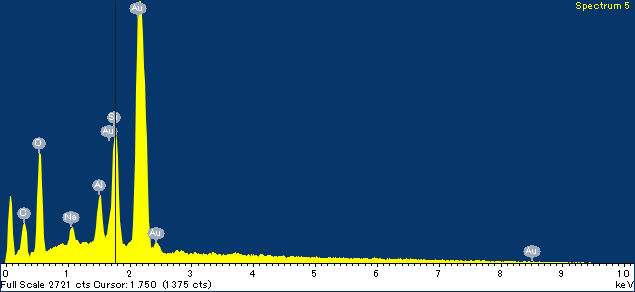 Spectrum 5
Au
Si
Au
O
Al
C
Na
Au
Au
0 1 2 3 4 5 6 7 8 9 10
Full Scale 2721 cts Cursor: 1.750 (1375 cts) keV